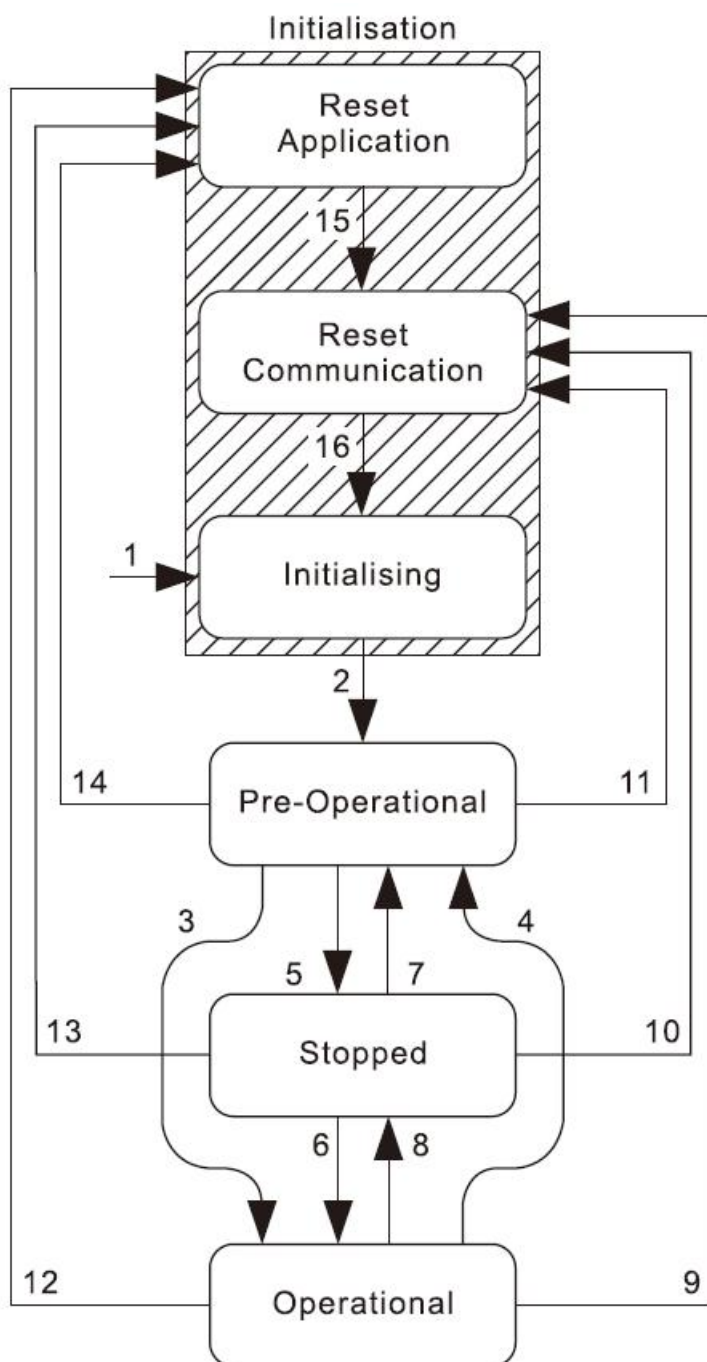 Initialisation
Reset
Application
15
Reset
Communication
16
1
Initialising
2
14
Pre-Operational
11
3
4
5
7
13
Stopped
10
6
8
12
Operational
9